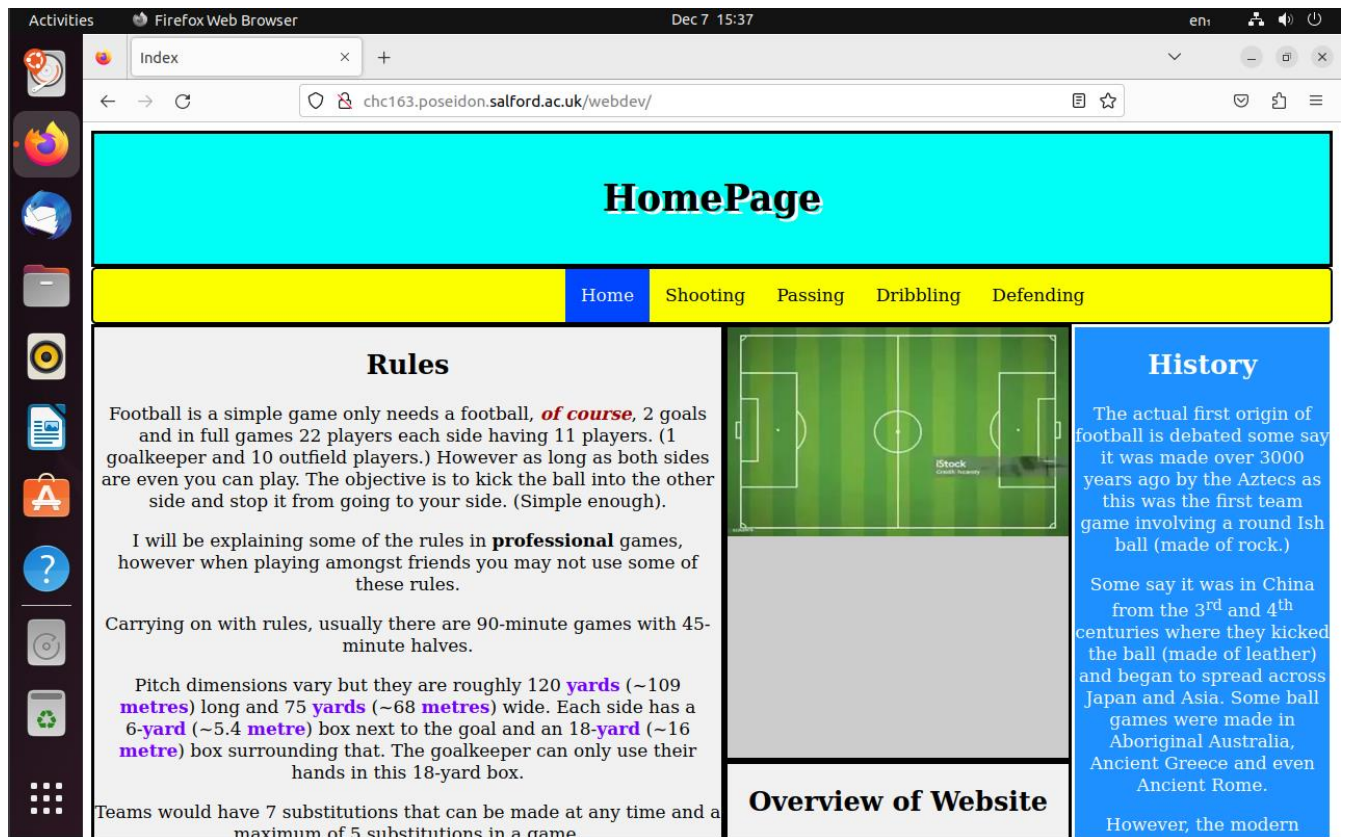 Activities
Firefox Web Browser
Dec 7 15:37
en₁
Index
chc163.poseidon.salford.ac.uk/webdev/
HomePage
Home Shooting Passing Dribbling Defending
Rules
Football is a simple game only needs a football, of course, 2 goals
and in full games 22 players each side having 11 players. (1
goalkeeper and 10 outfield players.) However as long as both sides
are even you can play. The objective is to kick the ball into the other
side and stop it from going to your side. (Simple enough).
I will be explaining some of the rules in professional games,
however when playing amongst friends you may not use some of
these rules.
Carrying on with rules, usually there are 90-minute games with 45-
minute halves.
Pitch dimensions vary but they are roughly 120 yards (~109
metres) long and 75 yards (~68 metres) wide. Each side has a
6-yard (~5.4 metre) box next to the goal and an 18-yard (~16
metre) box surrounding that. The goalkeeper can only use their
hands in this 18-yard box.
Teams would have 7 substitutions that can be made at any time and a
maximum of 5 substitutions in a game
iStock
Overview of Website
History
The actual first origin of
football is debated some say
it was made over 3000
years ago by the Aztecs as
this was the first team
game involving a round Ish
ball (made of rock.)
Some say it was in China
from the 3rd and 4th
centuries where they kicked
the ball (made of leather)
and began to spread across
Japan and Asia. Some ball
games were made in
Aboriginal Australia,
Ancient Greece and even
Ancient Rome.
However, the modern